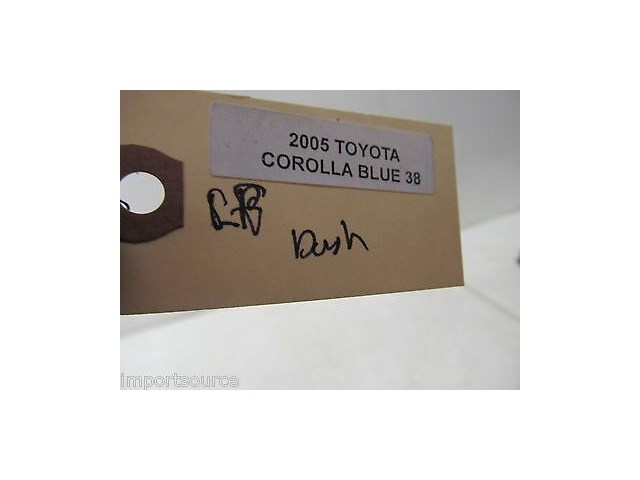 2005 TOYOTA
COROLLA BLUE 38
Dash
importsource